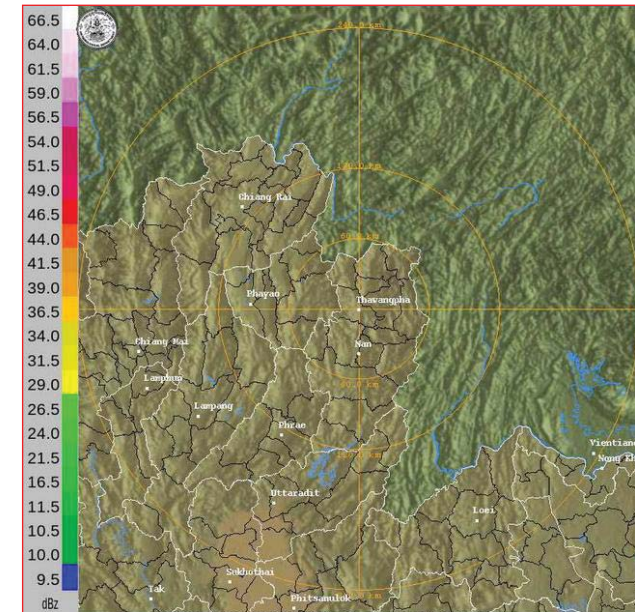 66.5
64.0
61.5
59.0
56.5
54.0
51.5
49.0
46.5
44.0
41.5
39.0
36.5
34.0
31.5
29.0
26.5
24.0
21.5
16.5
11.5
10.5
10.0
9.5
dBz
Chiang Rai
Phayao
Thawangpha
Chiang Mai
Nan
Lamphun
Lampang
Phrae
Vientiane
Nong Kh
Uttaradit
Loei
Sukhothai
Tak
Phitsanulok